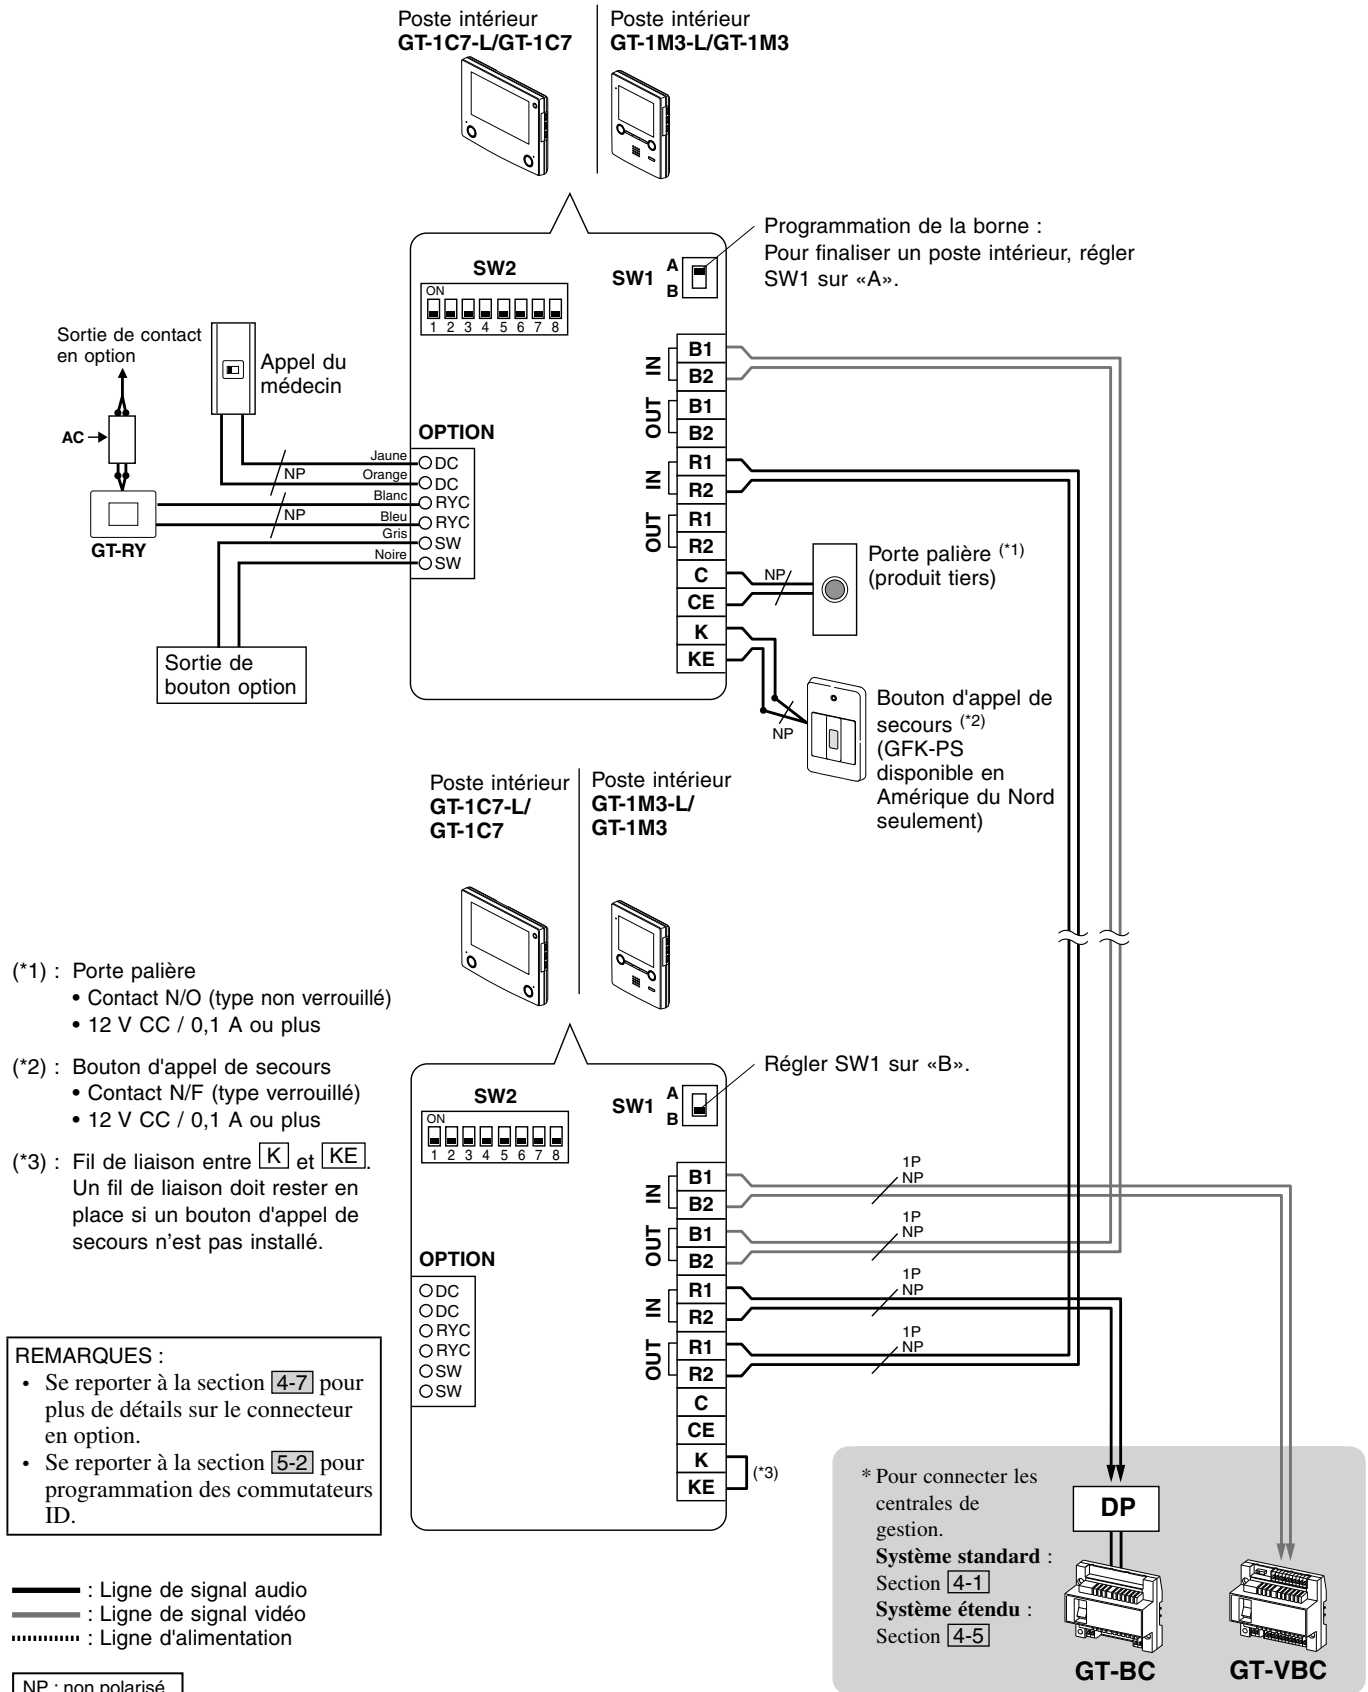 Poste intérieur
GT-1C7-L/GT-1C7
Poste intérieur
GT-1M3-L/GT-1M3
Programmation de la borne :
Pour finaliser un poste intérieur, régler
SW1 sur «A».
SW2
ON
1 2 3 4 5 6 7 8
SW1
A
B
Sortie de contact
en option
AC
GT-RY
Appel du
médecin
NP
NP
Jaune
Orange
Blanc
Bleu
Gris
Noire
OPTION
DC
DC
RYC
RYC
SW
SW
Sortie de
bouton option
IN
B1
B2
OUT
B1
B2
IN
R1
R2
OUT
R1
R2
C
CE
K
KE
NP
Porte palière (*1)
(produit tiers)
NP
Bouton d'appel de
secours (*2)
(GFK-PS
disponible en
Amérique du Nord
seulement)
Poste intérieur
GT-1C7-L/
GT-1C7
Poste intérieur
GT-1M3-L/
GT-1M3
(*1) : Porte palière
• Contact N/O (type non verrouillé)
• 12 V CC / 0,1 A ou plus
(*2) : Bouton d'appel de secours
• Contact N/F (type verrouillé)
• 12 V CC / 0,1 A ou plus
(*3) : Fil de liaison entre K et KE.
Un fil de liaison doit rester en
place si un bouton d'appel de
secours n’est pas installé.
Régler SW1 sur «B».
SW2
ON
1 2 3 4 5 6 7 8
SW1
A
B
OPTION
DC
DC
RYC
RYC
SW
SW
IN
B1
B2
OUT
B1
B2
IN
R1
R2
OUT
R1
R2
C
CE
K
KE
(*3)
1P
NP
1P
NP
1P
NP
1P
NP
REMARQUES :
• Se reporter à la section 4-7 pour
plus de détails sur le connecteur
en option.
• Se reporter à la section 5-2 pour
programmation des commutateurs
ID.
: Ligne de signal audio
: Ligne de signal vidéo
: Ligne d'alimentation
NP : non polarisé
* Pour connecter les
centrales de
gestion.
Système standard :
Section 4-1
Système étendu :
Section 4-5
DP
GT-BC
GT-VBC